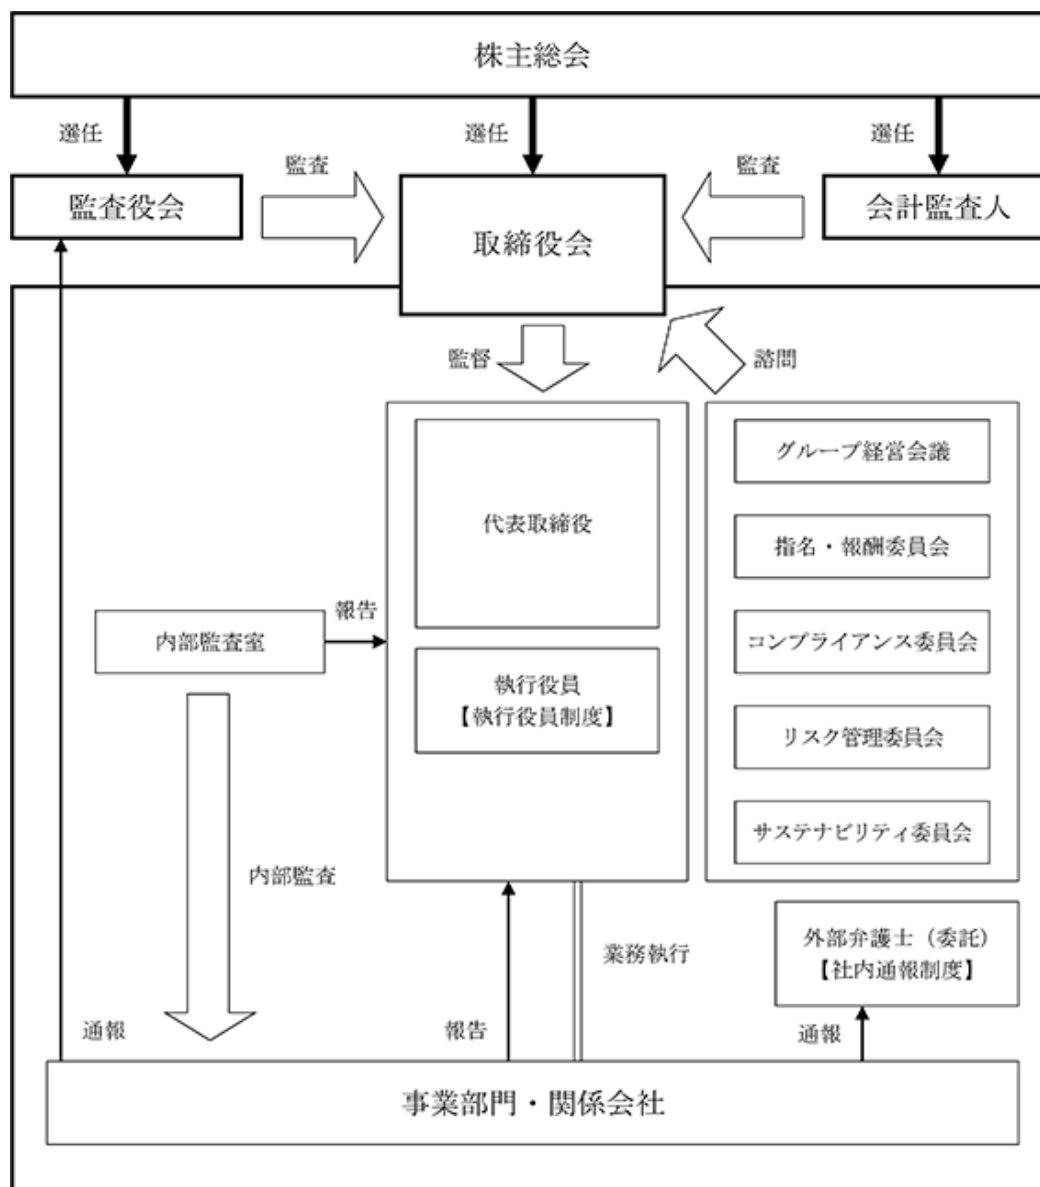 株主総会
選任
選任
選任
監査役会
監査
取締役会
監査
会計監査人
監督
諮問
代表取締役
執行役員
【執行役員制度】
グループ経営会議
指名・報酬委員会
コンプライアンス委員会
リスク管理委員会
サステナビリティ委員会
内部監査室
報告
内部監査
業務執行
外部弁護士（委託）
【社内通報制度】
通報
報告
通報
事業部門・関係会社